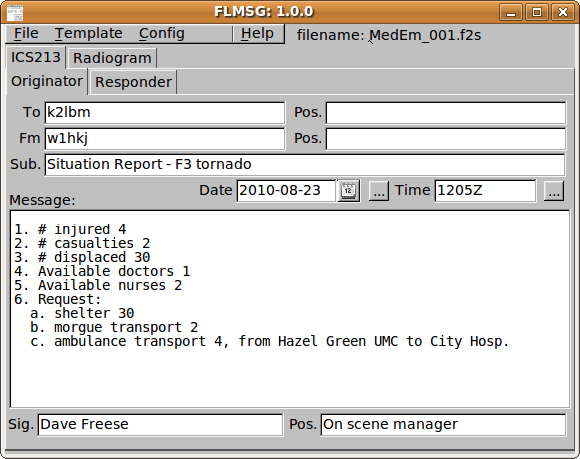 FLMSG: 1.0.0
File Template Config Help filename: MedEm_001.f2s
ICS213 Radiogram
Originator Responder
To k2lbm Pos.
Fm w1hkj Pos.
Sub. Situation Report - F3 tornado
Date 2010-08-23 12 ... Time 1205Z ...
Message:
1. # injured 4
2. # casualties 2
3. # displaced 30
4. Available doctors 1
5. Available nurses 2
6. Request:
a. shelter 30
b. morgue transport 2
c. ambulance transport 4, from Hazel Green UMC to City Hosp.
Sig. Dave Freese Pos. On scene manager